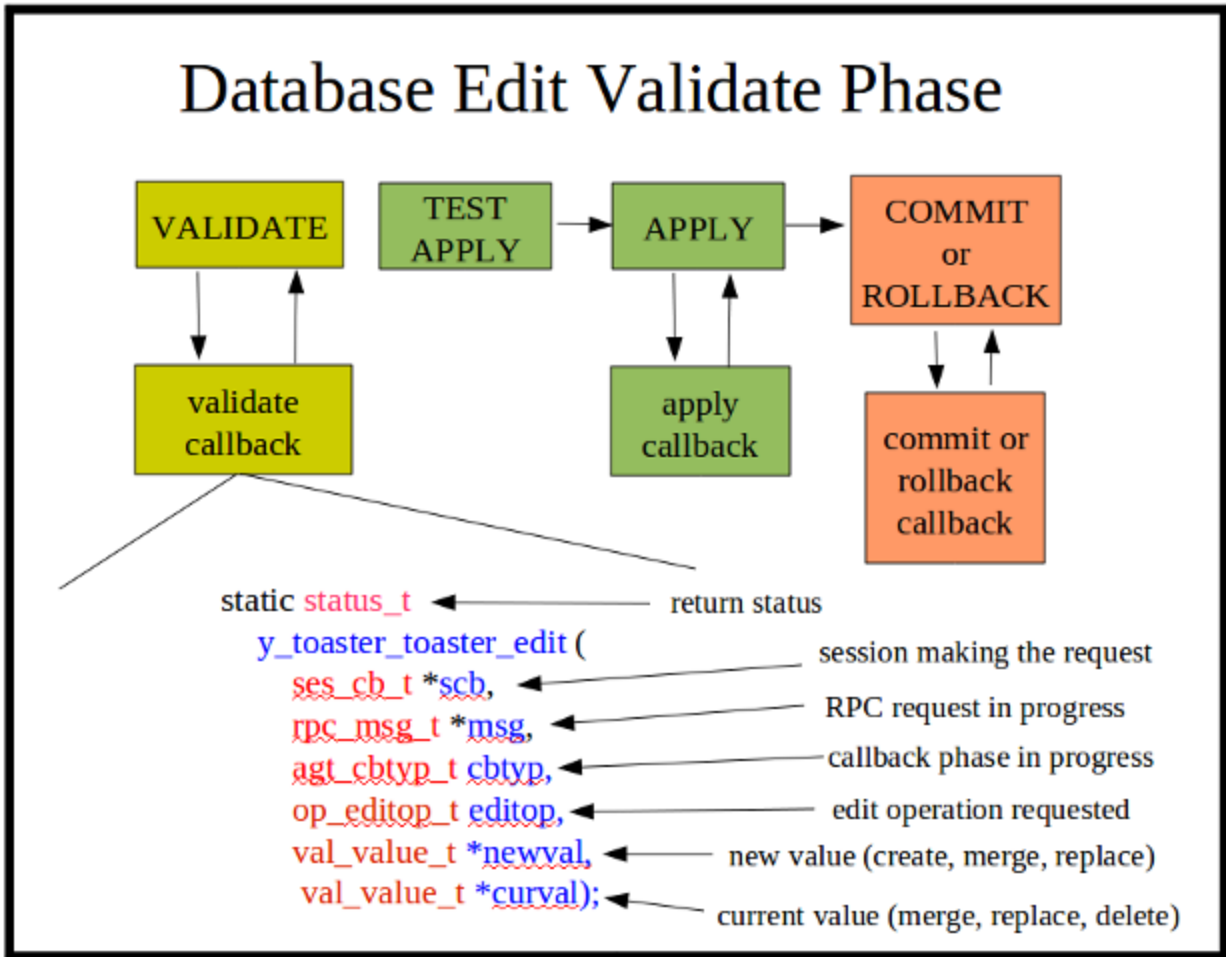 Database Edit Validate Phase
VALIDATE
TEST
APPLY
APPLY
COMMIT
or
ROLLBACK
validate
callback
apply
callback
commit or
rollback
callback
static status_t
return status
y_toaster_toaster_edit (
session making the request
ses_cb_t *scb,
RPC request in progress
rpc_msg_t *msg,
callback phase in progress
agt_cbtyp_t cbtyp,
edit operation requested
op_editop_t editop,
new value (create, merge, replace)
val_value_t *newval,
current value (merge, replace, delete)
val_value_t *curval);